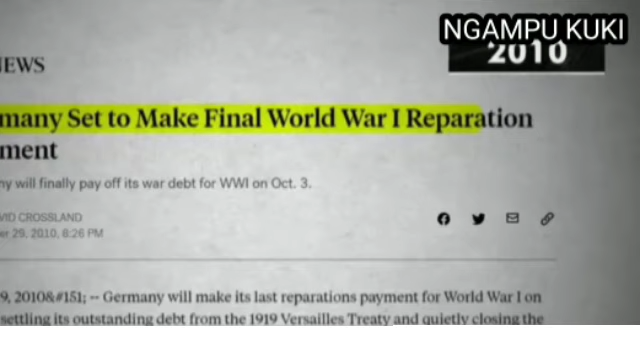 NGAMPU KUKI
2010
IEWS
many Set to Make Final World War I Reparation
ment
ny will finally pay off its war debt for WWI on Oct. 3.
VID CROSSLAND
er 29, 2010, 6:26 PM
9, 2010&#151; -- Germany will make its last reparations payment for World War I on
settling its outstanding debt from the 1919 Versailles Treaty and quietly closing the